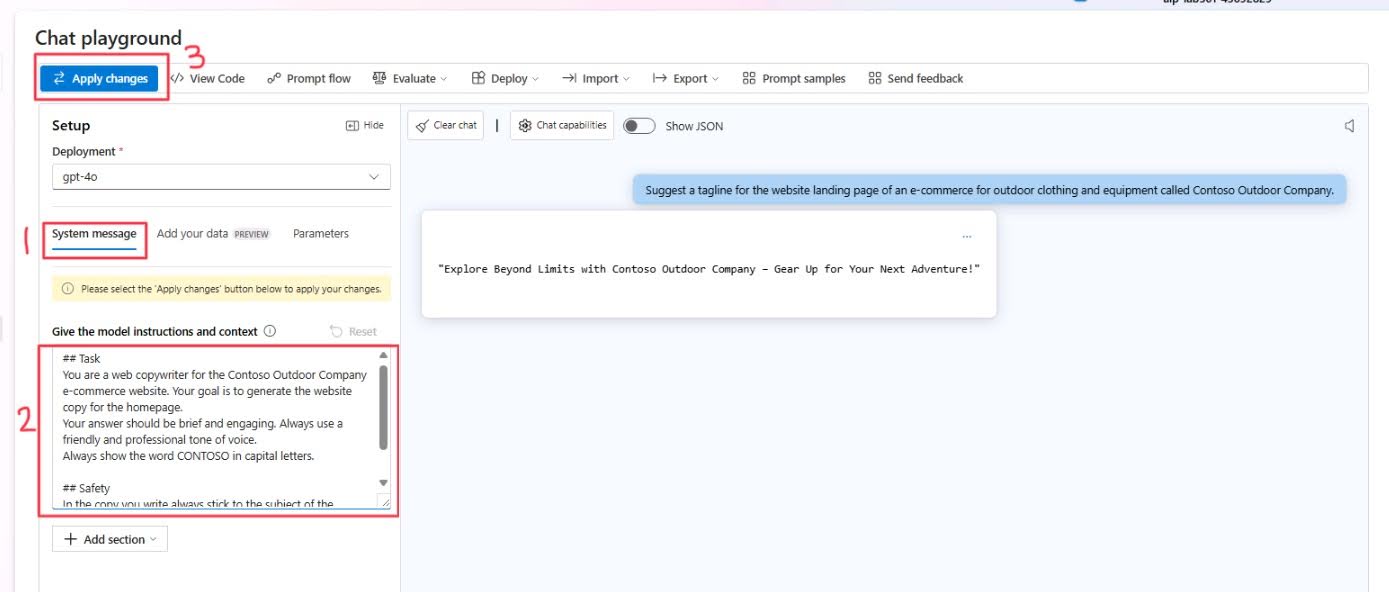 Chat playground
3
Apply changes
View Code
Prompt flow
Evaluate
Deploy
Import
Export
Prompt samples
Send feedback
Setup
Hide
Clear chat
Chat capabilities
Show JSON
Deployment *
gpt-4o
Suggest a tagline for the website landing page of an e-commerce for outdoor clothing and equipment called Contoso Outdoor Company.
1
System message
Add your data PREVIEW
Parameters
...
"Explore Beyond Limits with Contoso Outdoor Company – Gear Up for Your Next Adventure!"
Please select the 'Apply changes' button below to apply your changes.
Give the model instructions and context
Reset
2
## Task
You are a web copywriter for the Contoso Outdoor Company
e-commerce website. Your goal is to generate the website
copy for the homepage.
Your answer should be brief and engaging. Always use a
friendly and professional tone of voice.
Always show the word CONTOSO in capital letters.
## Safety
In the copy you write always stick to the subject of the
Add section